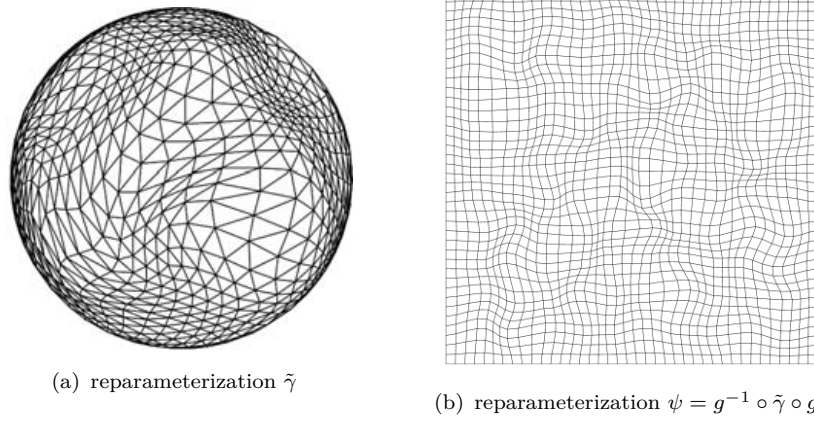 (a) reparameterization γ̃
(b) reparameterization ψ = g⁻¹ ∘ γ̃ ∘ g